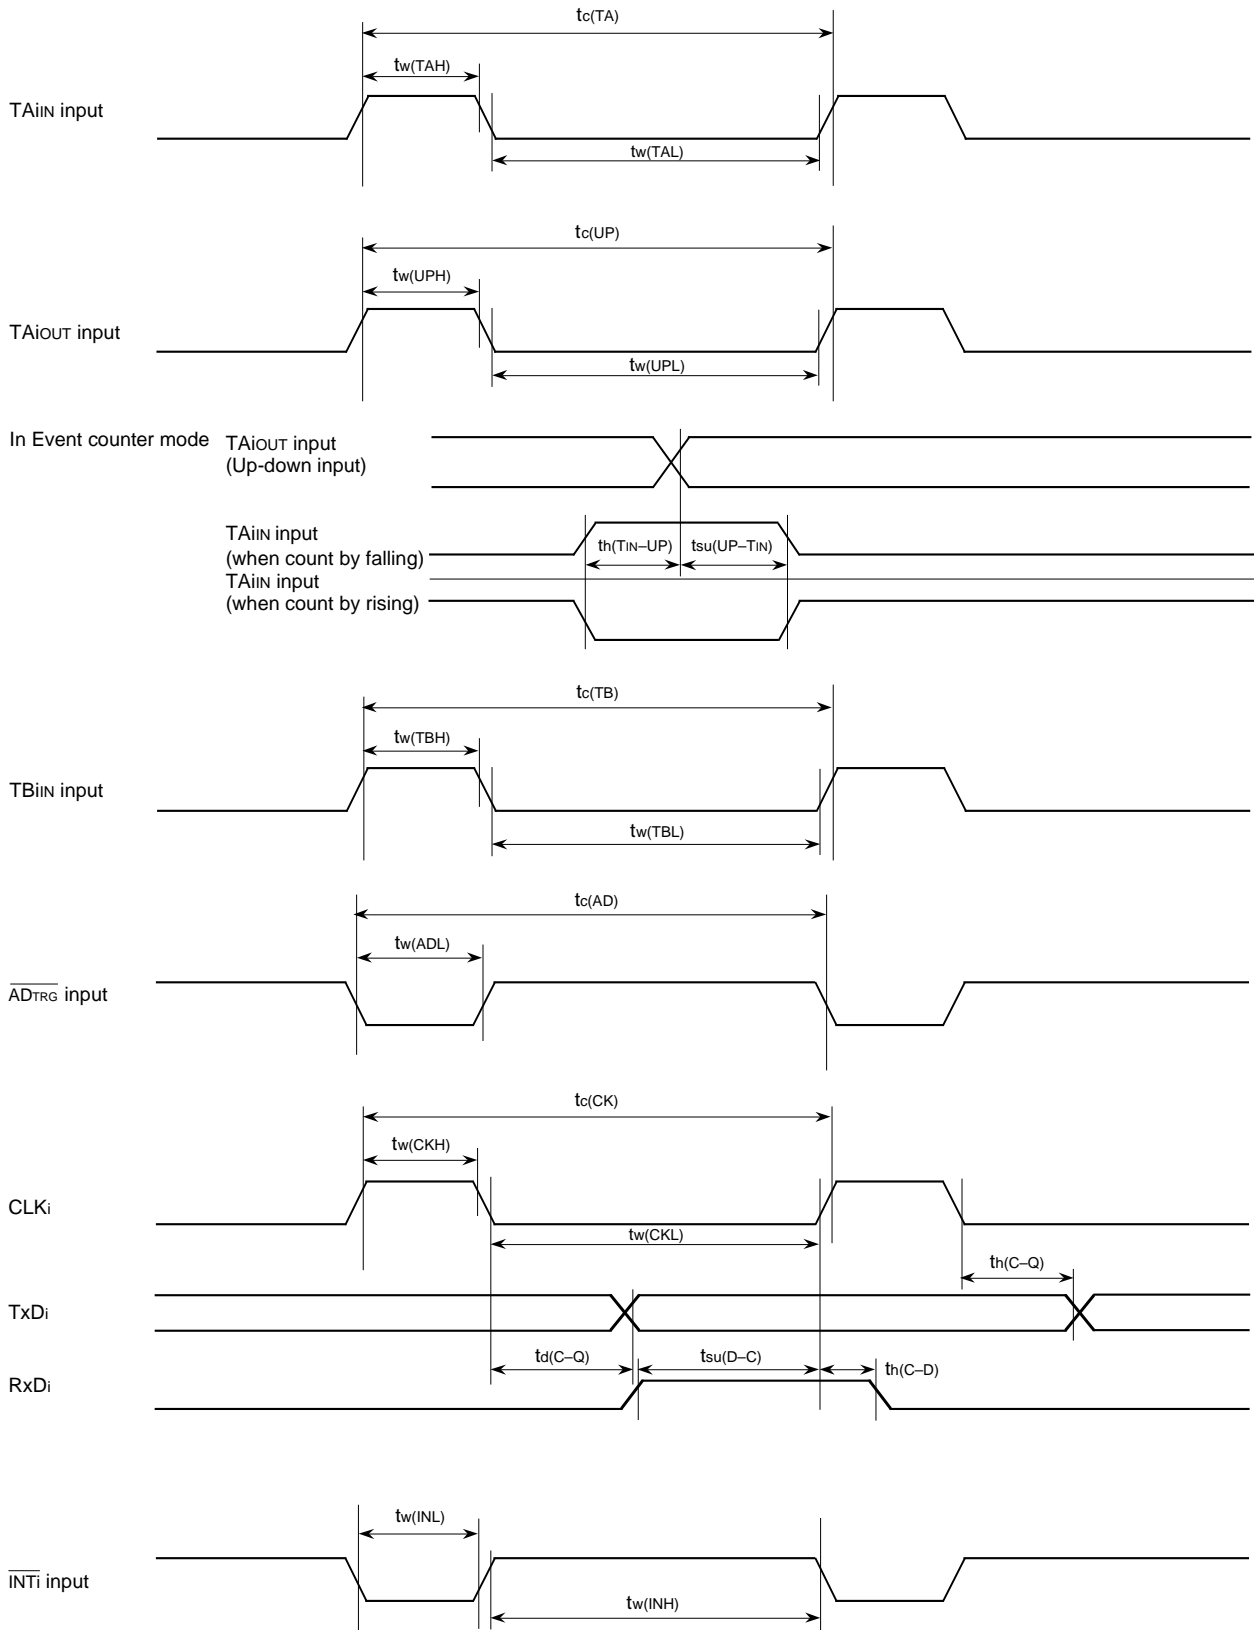 tc(TA)
tw(TAH)
TAiIN input
tw(TAL)
tc(UP)
tw(UPH)
TAiOUT input
tw(UPL)
In Event counter mode
TAiOUT input
(Up-down input)
TAiIN input
(when count by falling)
th(TIN–UP)
tsu(UP–TIN)
TAiIN input
(when count by rising)
tc(TB)
tw(TBH)
TBiIN input
tw(TBL)
tc(AD)
tw(ADL)
ADTRG input
tc(CK)
tw(CKH)
CLKi
tw(CKL)
th(C–Q)
TxDi
td(C–Q)
tsu(D–C)
th(C–D)
RxDi
tw(INL)
INTi input
tw(INH)